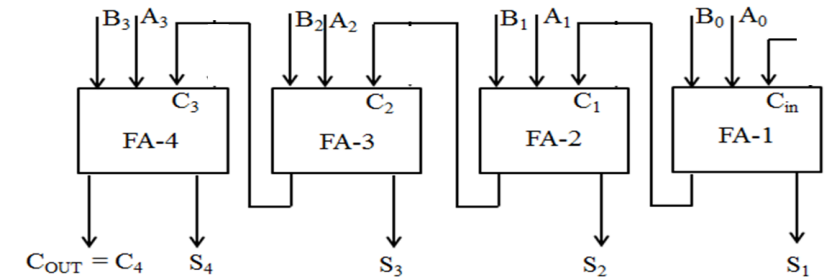 B₃ A₃ B₂ A₂ B₁ A₁ B₀ A₀
C₃ C₂ C₁ Cᵢₙ
FA-4 FA-3 FA-2 FA-1
C_OUT = C₄ S₄ S₃ S₂ S₁